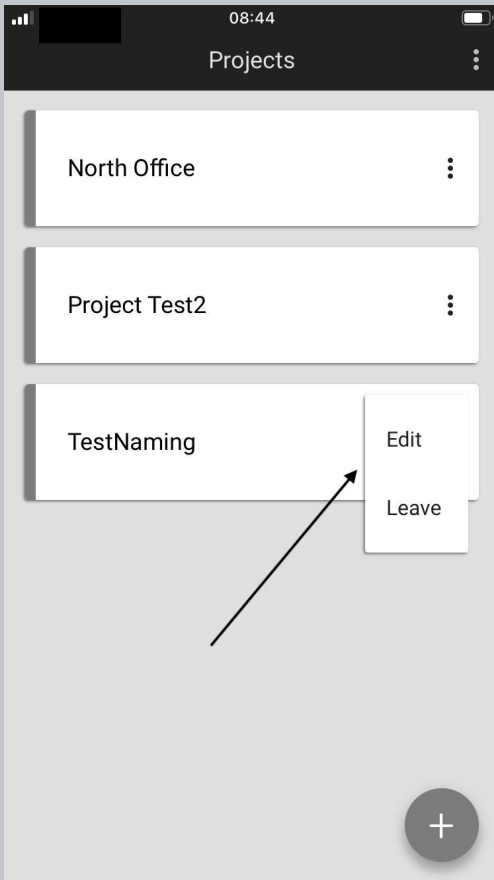 08:44
Projects
North Office
Project Test2
TestNaming
Edit
Leave